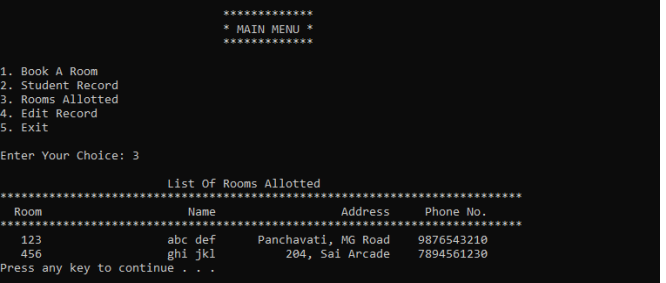 *************
* MAIN MENU *
*************
1. Book A Room
2. Student Record
3. Rooms Allotted
4. Edit Record
5. Exit
Enter Your Choice: 3
List Of Rooms Allotted
***************************************************************************
Room Name Address Phone No.
***************************************************************************
123 abc def Panchavati, MG Road 9876543210
456 ghi jkl 204, Sai Arcade 7894561230
Press any key to continue . . .